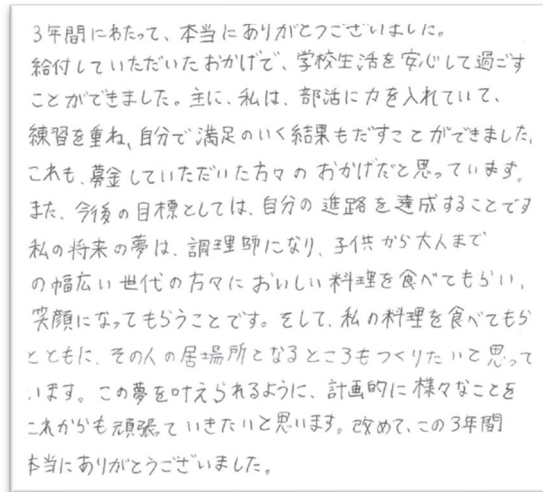 3年間にわたって、本当にありがとうございました。
給付していただいたおかげで、学校生活を安心して過ごす
ことができました。主に、私は、部活に力を入れていて、
練習を重ね、自分で満足のいく結果もだすことができました。
これも、募金していただいた方々のおかげだと思っています。
また、今後の目標としては、自分の進路を達成することです
私の将来の夢は、調理師になり、子供から大人まで
の幅広い世代の方々においしい料理を食べてもらい、
笑顔になってもらうことです。そして、私の料理を食べてもら
とともに、その人の居場所となるところもつくりたいと思って
います。この夢を叶えられるように、計画的に様々なことを
これからも頑張っていきたいと思います。改めて、この3年間
本当にありがとうございました。